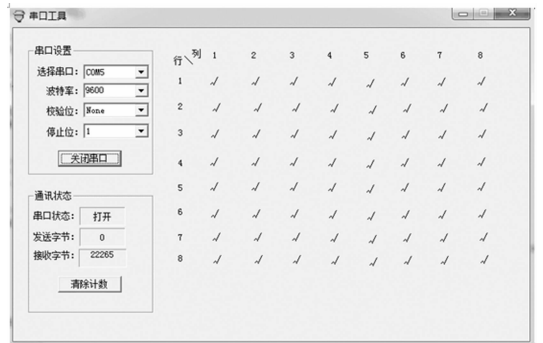 串口工具
串口设置
选择串口: COM5
波特率: 9600
校验位: None
停止位: 1
关闭串口
通讯状态
串口状态: 打开
发送字节: 0
接收字节: 22265
清除计数
行\列 1 2 3 4 5 6 7 8
1 √ √ √ √ √ √ √ √
2 √ √ √ √ √ √ √ √
3 √ √ √ √ √ √ √ √
4 √ √ √ √ √ √ √ √
5 √ √ √ √ √ √ √ √
6 √ √ √ √ √ √ √ √
7 √ √ √ √ √ √ √ √
8 √ √ √ √ √ √ √ √